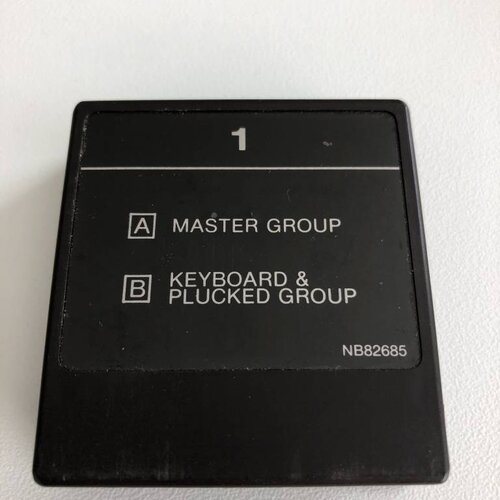 1
A MASTER GROUP
B KEYBOARD &
PLUCKED GROUP
NB82685